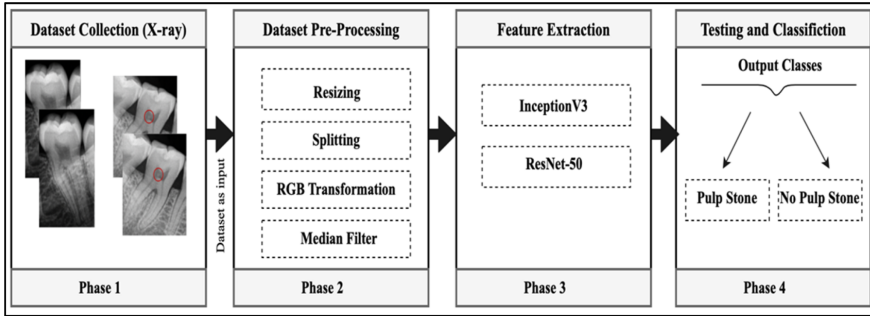 Dataset Collection (X-ray)
Dataset as input
Phase 1
Dataset Pre-Processing
Resizing
Splitting
RGB Transformation
Median Filter
Phase 2
Feature Extraction
InceptionV3
ResNet-50
Phase 3
Testing and Classifiction
Output Classes
Pulp Stone
No Pulp Stone
Phase 4